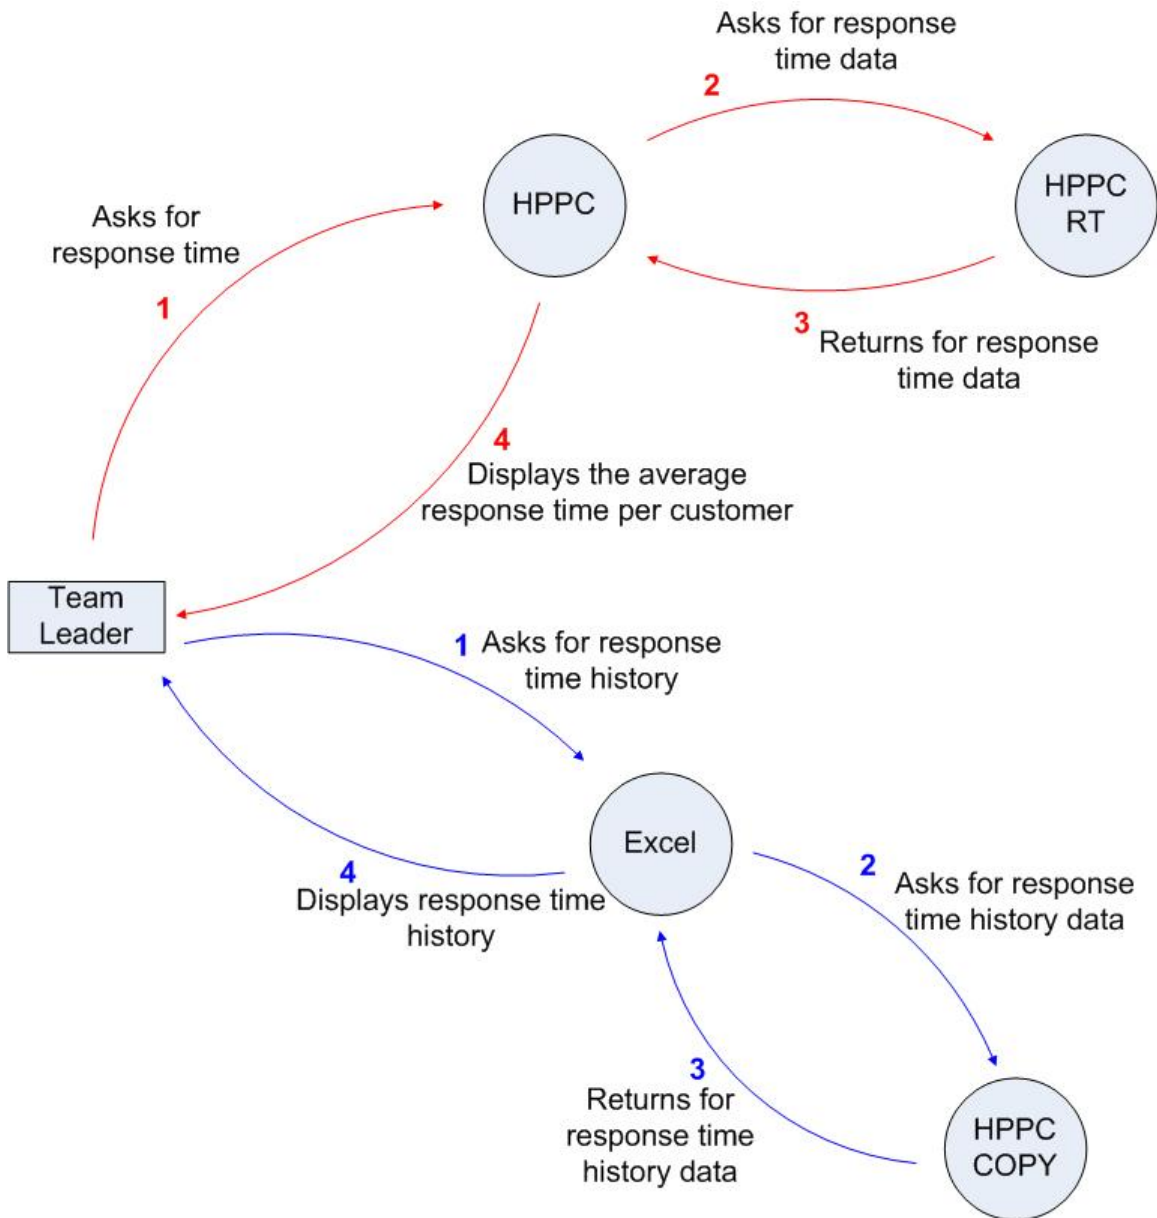 Asks for response
time data
2
HPPC
HPPC
RT
Asks for
response time
1
3
Returns for response
time data
4
Displays the average
response time per customer
Team
Leader
1
Asks for response
time history
Excel
4
Displays response time
history
2
Asks for response
time history data
3
Returns for
response time
history data
HPPC
COPY